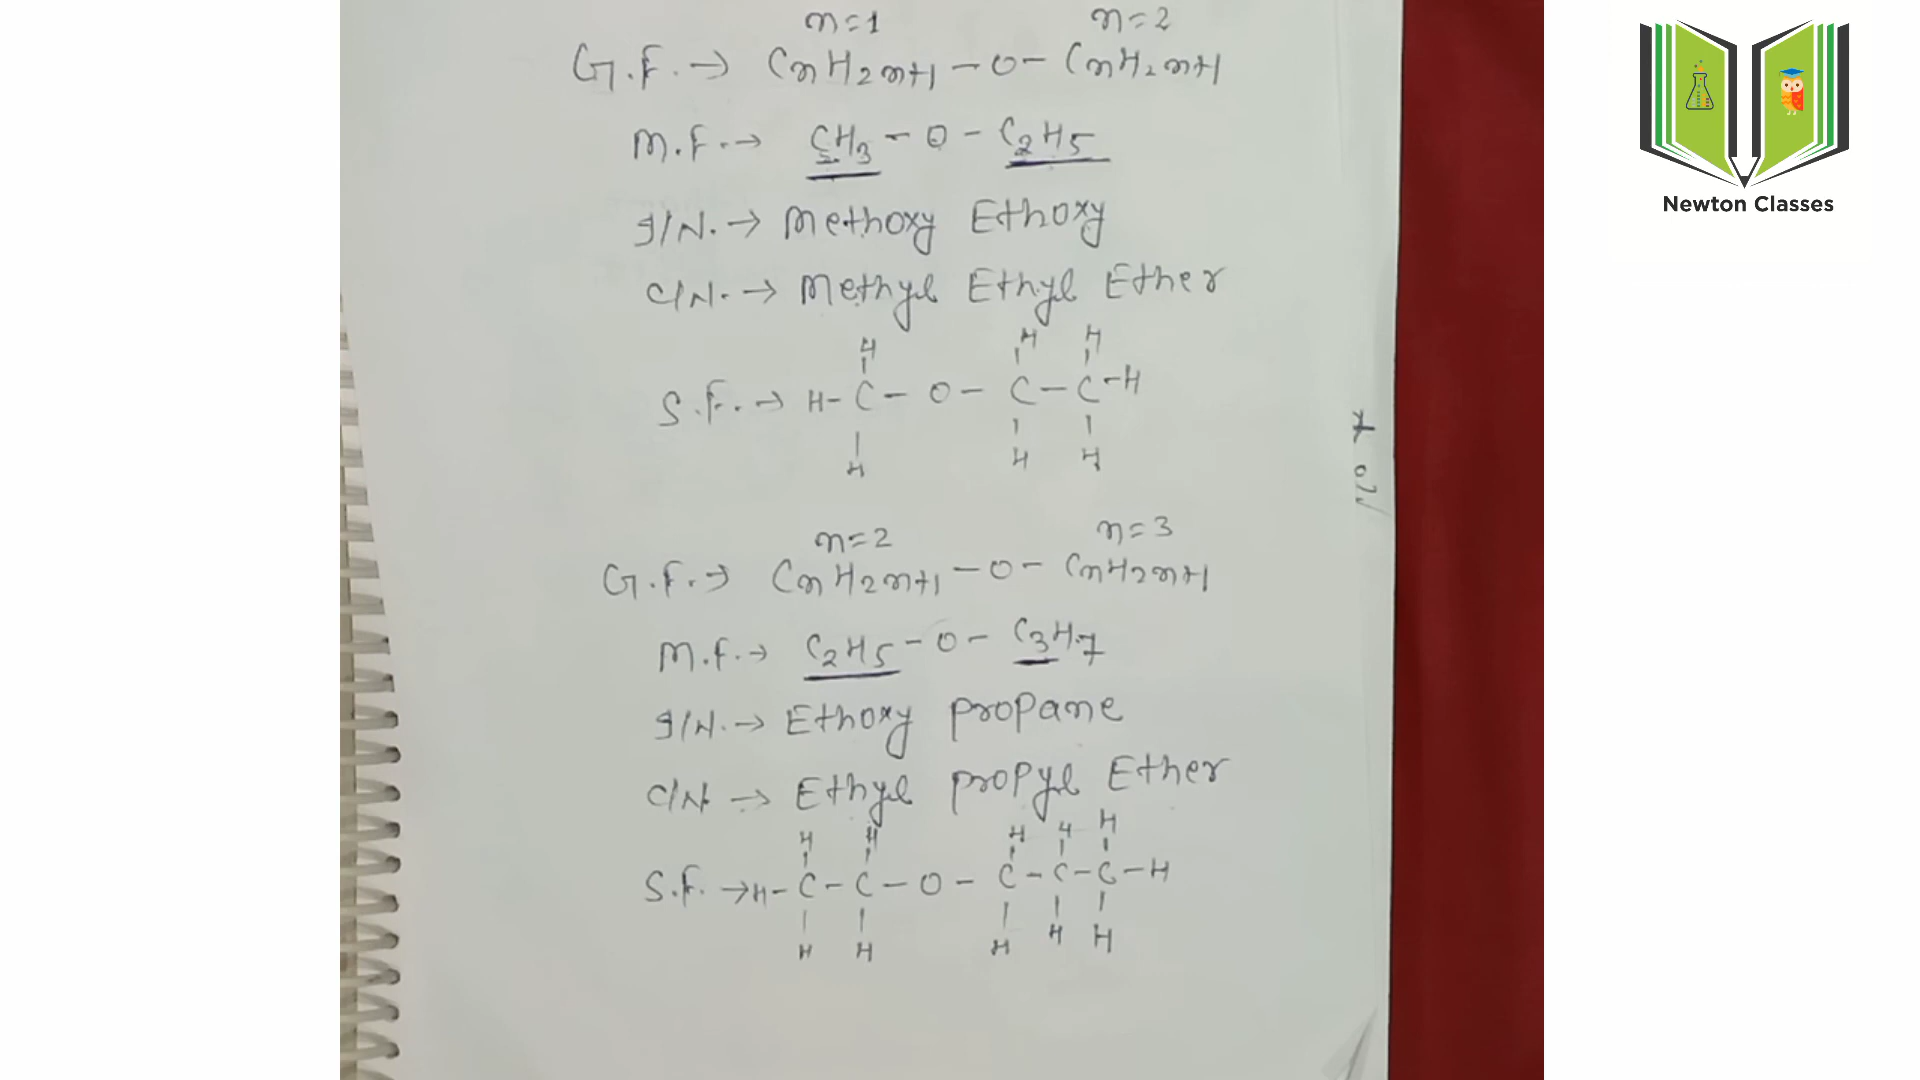 n=1 n=2
G.F. → CnH2n+1 – O – CnH2n+1
M.F. → CH3 – O – C2H5
I/N. → Methoxy Ethoxy
C/N. → Methyl Ethyl Ether
H H H
S.F. → H – C – O – C – C – H
H H H
n=2 n=3
G.F. → CnH2n+1 – O – CnH2n+1
M.F. → C2H5 – O – C3H7
I/N. → Ethoxy propane
C/N → Ethyl propyl Ether
H H H H H
S.F. → H – C – C – O – C – C – C – H
H H H H H
Newton Classes